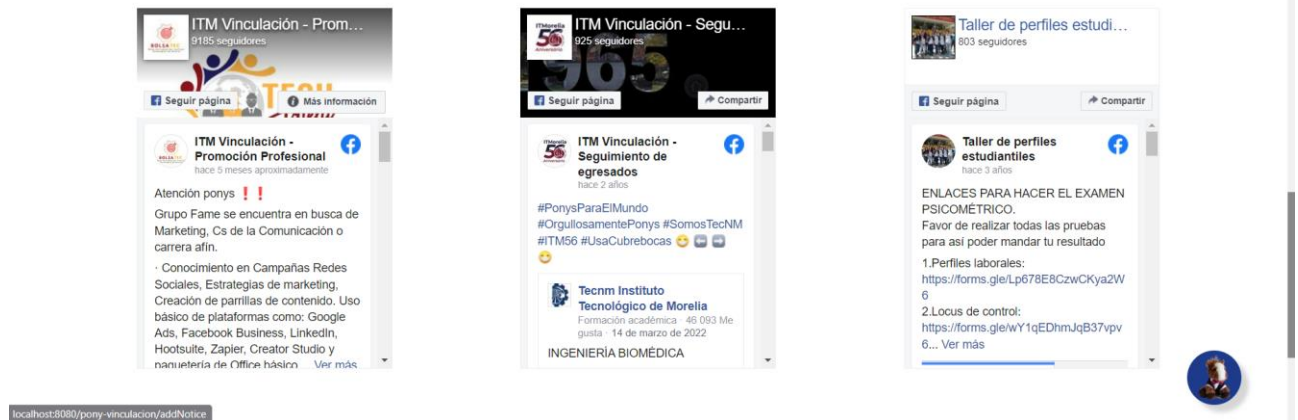 ITM Vinculación - Prom...
9185 seguidores
BOLSATEC
Seguir página
Más información
ITM Vinculación -
Promoción Profesional
hace 5 meses aproximadamente
Atención ponys ❗❗
Grupo Fame se encuentra en busca de
Marketing, Cs de la Comunicación o
carrera afín.
· Conocimiento en Campañas Redes
Sociales, Estrategias de marketing,
Creación de parrillas de contenido. Uso
básico de plataformas como: Google
Ads, Facebook Business, LinkedIn,
Hootsuite, Zapier, Creator Studio y
paquetería de Office básico... Ver más
ITM Vinculación - Segu...
925 seguidores
ITMorelia
56
Aniversario
965
Seguir página
Compartir
ITM Vinculación -
Seguimiento de
egresados
hace 2 años
#PonysParaElMundo
#OrgullosamentePonys #SomosTecNM
#ITM56 #UsaCubrebocas
Tecnm Instituto
Tecnológico de Morelia
Formación académica · 46 093 Me
gusta · 14 de marzo de 2022
INGENIERÌA BIOMÉDICA
Taller de perfiles estudi...
803 seguidores
Seguir página
Compartir
Taller de perfiles
estudiantiles
hace 3 años
ENLACES PARA HACER EL EXAMEN
PSICOMÉTRICO.
Favor de realizar todas las pruebas
para así poder mandar tu resultado
1.Perfiles laborales:
https://forms.gle/Lp678E8CzwCKya2W
6
2.Locus de control:
https://forms.gle/wY1qEDhmJqB37vpv
6... Ver más
localhost:8080/pony-vinculacion/addNotice